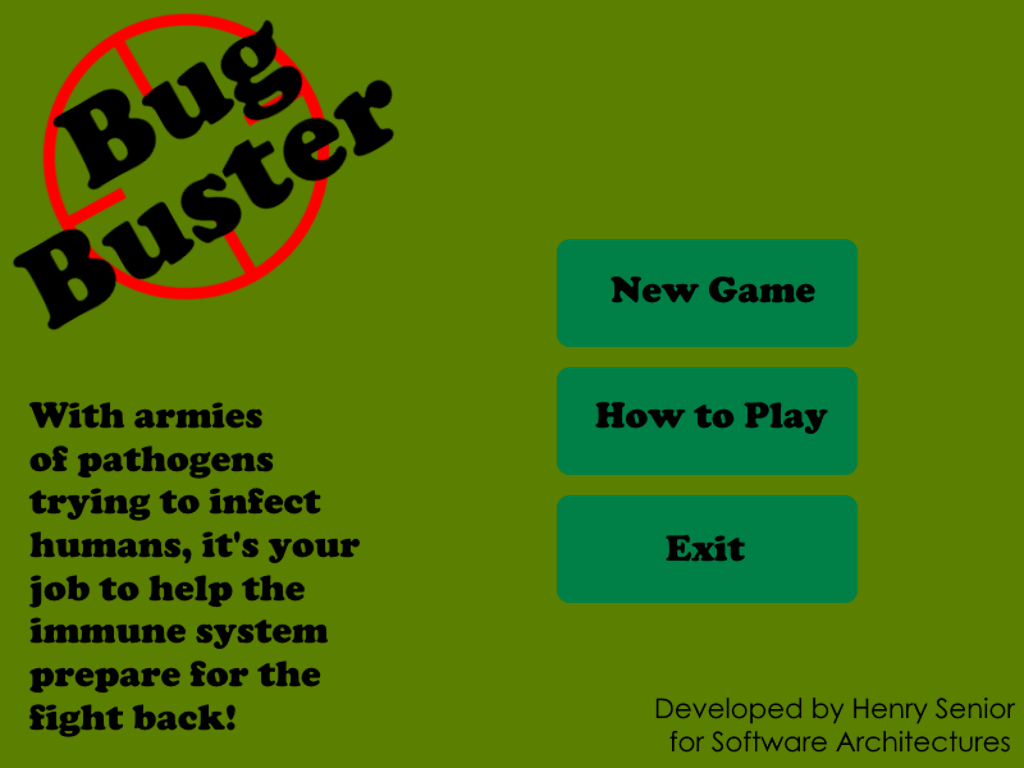 Bug
Buster
New Game
How to Play
Exit
With armies
of pathogens
trying to infect
humans, it's your
job to help the
immune system
prepare for the
fight back!
Developed by Henry Senior
for Software Architectures